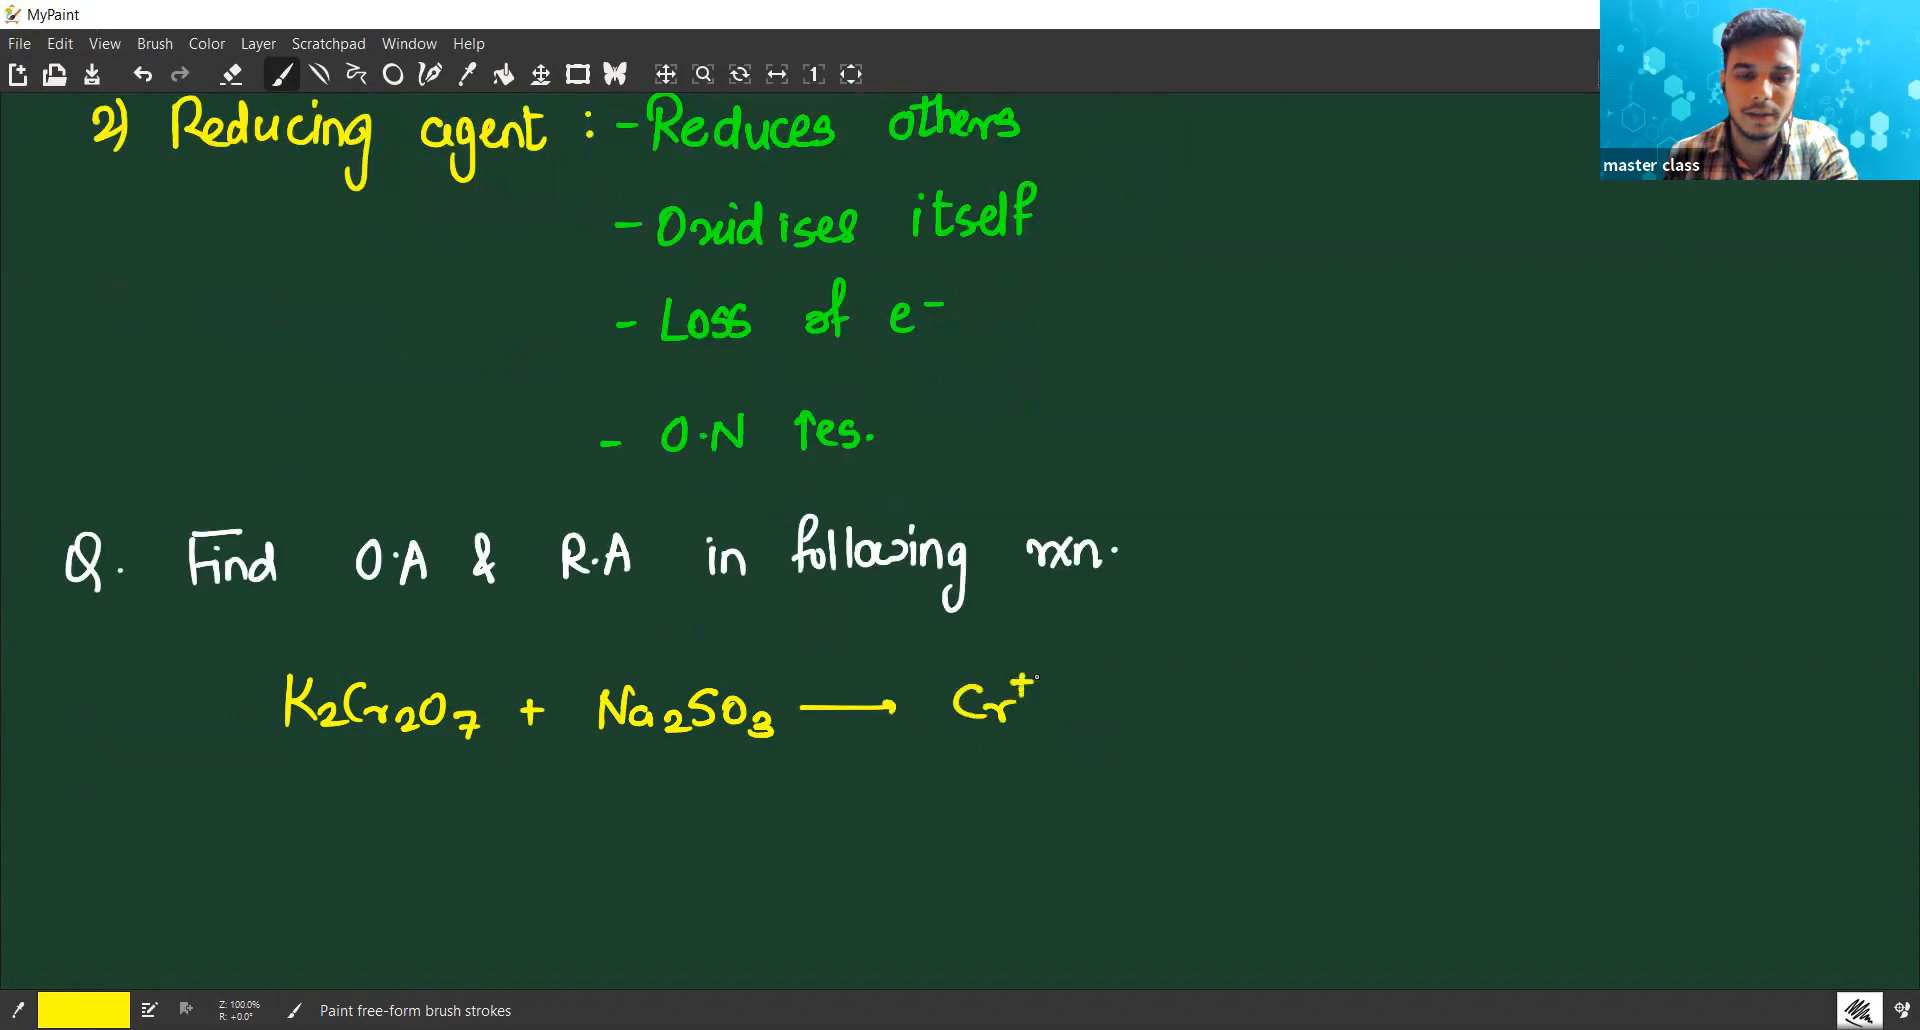 MyPaint
File Edit View Brush Color Layer Scratchpad Window Help
1
master class
2) Reducing agent : - Reduces others
- Oxidises itself
- Loss of e⁻
- O.N ↑es.
Q. Find O.A & R.A in following rxn.
K₂Cr₂O₇ + Na₂SO₃ ⟶ Cr⁺
Z: 100.0%
R: +0.0°
Paint free-form brush strokes